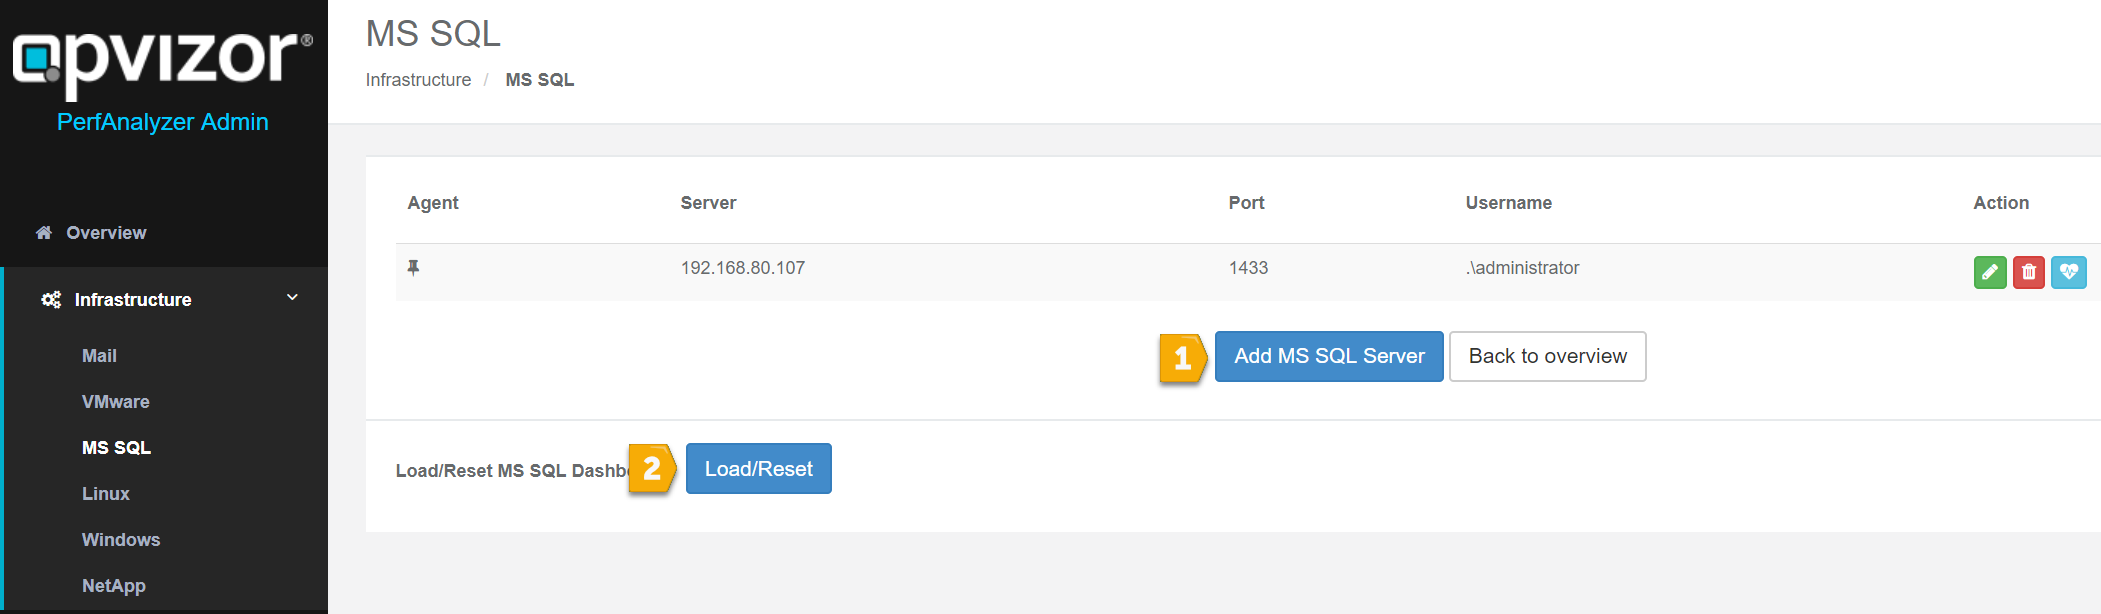 opvizor®
PerfAnalyzer Admin
Overview
Infrastructure
Mail
VMware
MS SQL
Linux
Windows
NetApp
MS SQL
Infrastructure / MS SQL
Agent Server Port Username Action
192.168.80.107 1433 .\administrator
1 Add MS SQL Server Back to overview
Load/Reset MS SQL Dashb 2 Load/Reset